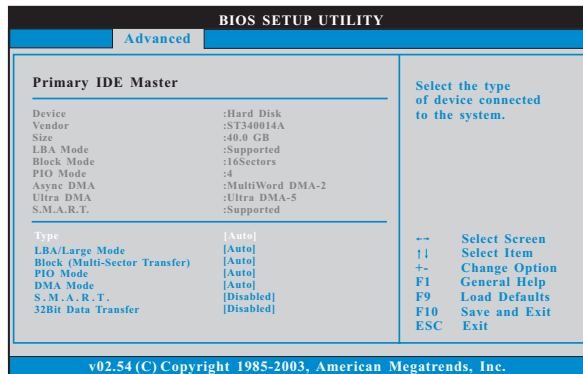 BIOS SETUP UTILITY
Advanced
Primary IDE Master
Device :Hard Disk
Vendor :ST340014A
Size :40.0 GB
LBA Mode :Supported
Block Mode :16Sectors
PIO Mode :4
Async DMA :MultiWord DMA-2
Ultra DMA :Ultra DMA-5
S.M.A.R.T. :Supported
Type [Auto]
LBA/Large Mode [Auto]
Block (Multi-Sector Transfer) [Auto]
PIO Mode [Auto]
DMA Mode [Auto]
S.M.A.R.T. [Disabled]
32Bit Data Transfer [Disabled]
Select the type
of device connected
to the system.
←→ Select Screen
↑↓ Select Item
+- Change Option
F1 General Help
F9 Load Defaults
F10 Save and Exit
ESC Exit
v02.54 (C) Copyright 1985-2003, American Megatrends, Inc.